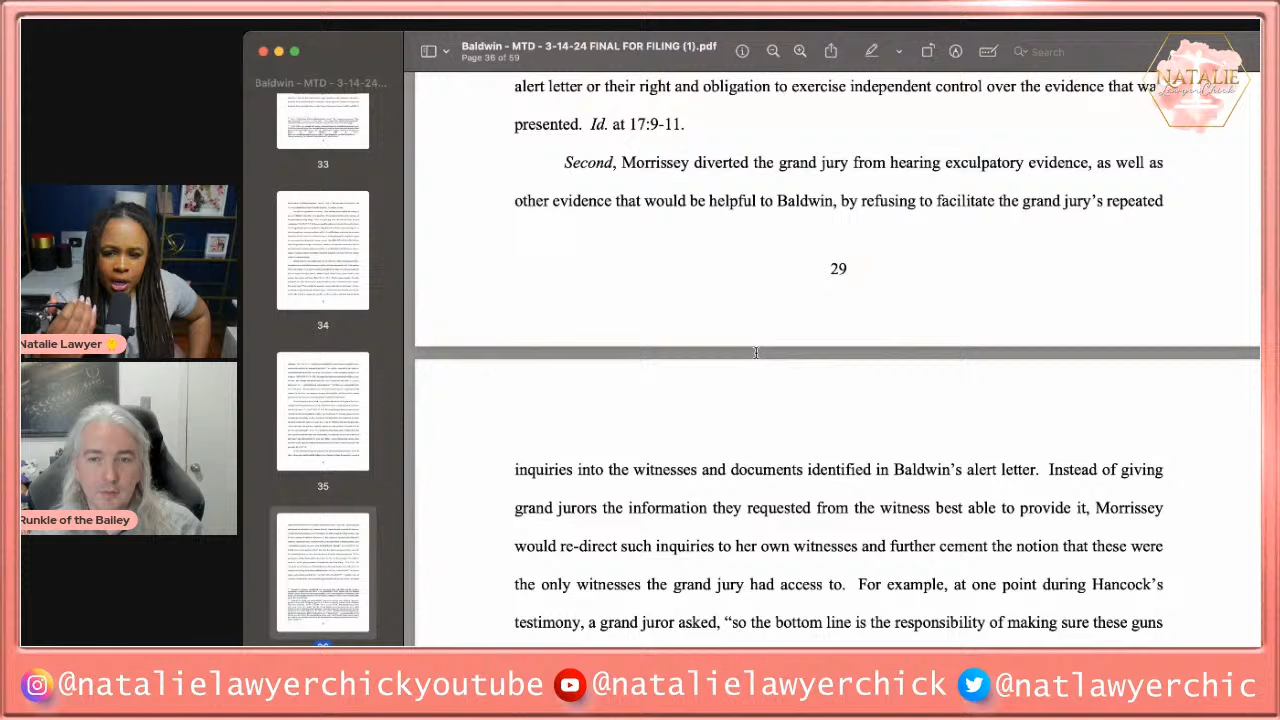 Baldwin - MTD - 3-14-24 FINAL FOR FILING (1).pdf
Page 36 of 59
Search
Baldwin - MTD - 3-14-24...
33
34
35
NATALIE
LAWYERCHICK
alert letter or their right and obligation exercise independent control over the evidence that
presented. Id. at 17:9-11.
Second, Morrissey diverted the grand jury from hearing exculpatory evidence, as well as
other evidence that would be helpful to Baldwin, by refusing to facilitate the grand jury's repeated
29
inquiries into the witnesses and documents identified in Baldwin's alert letter. Instead of giving
grand jurors the information they requested from the witness best able to provide it, Morrissey
would steer such inquiries to her own witnesses and further cement the notion that these were
only witnesses the grand jury had access to. For example, at one point during Hancock's
testimony, a grand juror asked, "so the bottom line is the responsibility of making sure these guns
Natalie Lawyer
Runkle of the Bailey
@natalielawyerchickyoutube @natalielawyerchick @natlawyerchic